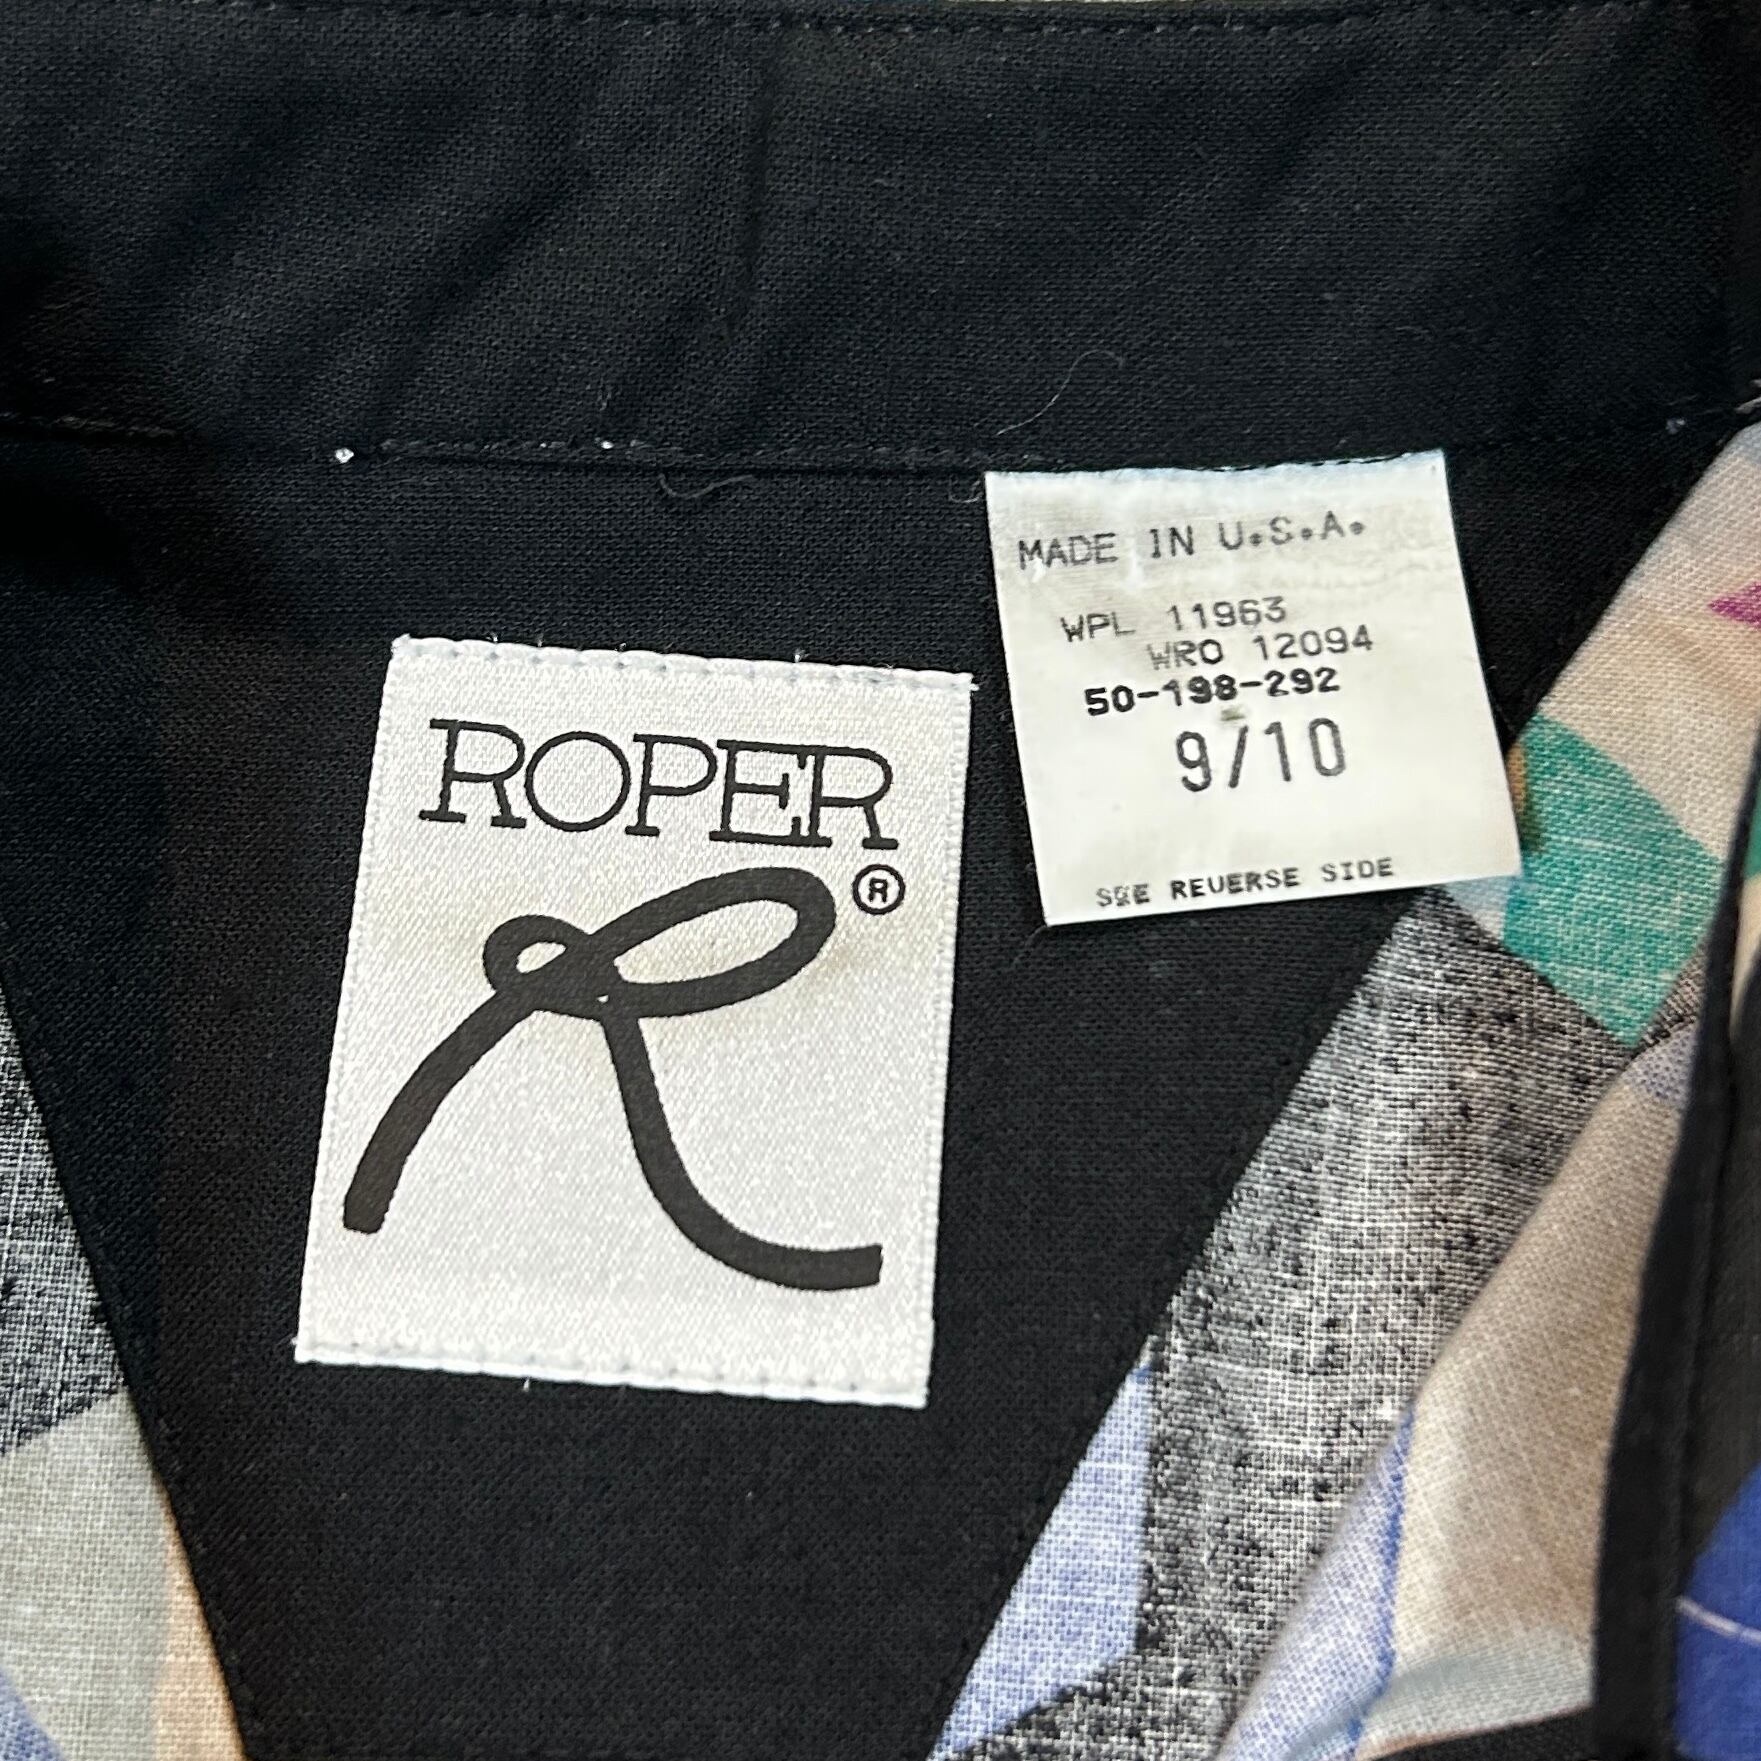 ROPER
R
®
MADE IN U.S.A.
WPL 11963
WRO 12094
50-198-292
9/10
SEE REVERSE SIDE